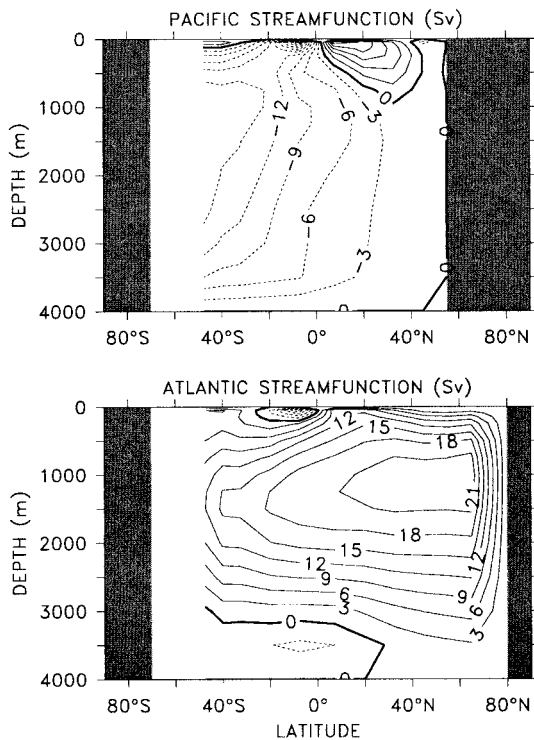 PACIFIC STREAMFUNCTION (Sv)
0
1000
2000
3000
4000
DEPTH (m)
-12
-9
-6
-3
-6
-3
0
0
0
0
80°S
40°S
0°
40°N
80°N
ATLANTIC STREAMFUNCTION (Sv)
0
1000
2000
3000
4000
DEPTH (m)
12
15
18
21
18
15
12
12
9
9
6
6
3
3
0
0
80°S
40°S
0°
40°N
80°N
LATITUDE